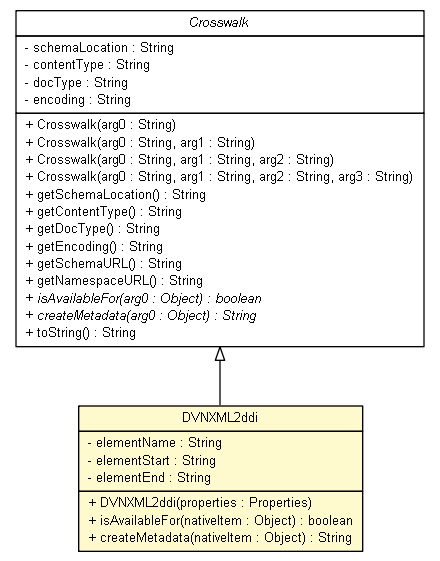 Crosswalk
- schemaLocation : String
- contentType : String
- docType : String
- encoding : String
+ Crosswalk(arg0 : String)
+ Crosswalk(arg0 : String, arg1 : String)
+ Crosswalk(arg0 : String, arg1 : String, arg2 : String)
+ Crosswalk(arg0 : String, arg1 : String, arg2 : String, arg3 : String)
+ getSchemaLocation() : String
+ getContentType() : String
+ getDocType() : String
+ getEncoding() : String
+ getSchemaURL() : String
+ getNamespaceURL() : String
+ isAvailableFor(arg0 : Object) : boolean
+ createMetadata(arg0 : Object) : String
+ toString() : String
DVNXML2ddi
- elementName : String
- elementStart : String
- elementEnd : String
+ DVNXML2ddi(properties : Properties)
+ isAvailableFor(nativeItem : Object) : boolean
+ createMetadata(nativeItem : Object) : String